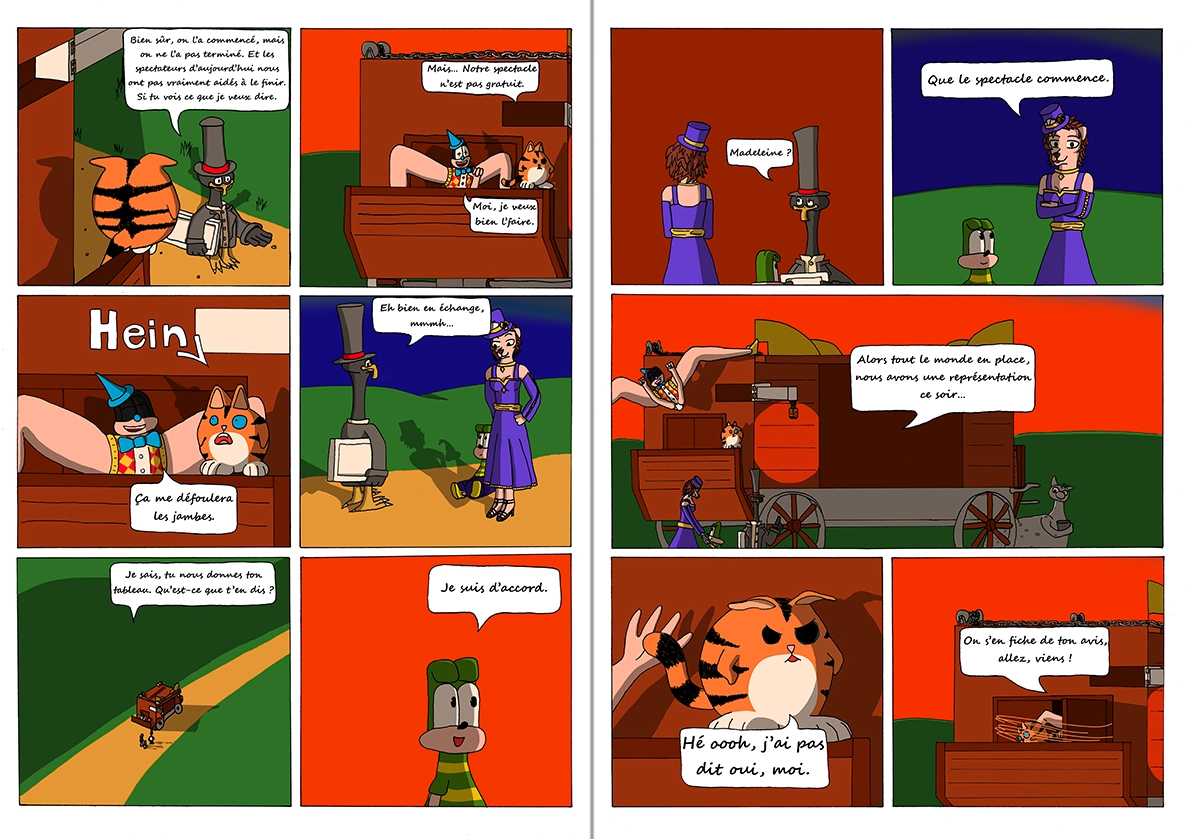 Bien sûr, on l'a commencé, mais
on ne l'a pas terminé. Et les
spectateurs d'aujourd'hui nous
ont pas vraiment aidés à le finir.
Si tu vois ce que je veux dire.
Mais... Notre spectacle
n'est pas gratuit.
Moi, je veux
bien l'faire.
Hein
Ça me défoulera
les jambes.
Eh bien en échange,
mmmh...
Je sais, tu nous donnes ton
tableau. Qu'est-ce que t'en dis ?
Je suis d'accord.
Madeleine ?
Que le spectacle commence.
Alors tout le monde en place,
nous avons une représentation
ce soir...
Hé oooh, j'ai pas
dit oui, moi.
On s'en fiche de ton avis,
allez, viens !